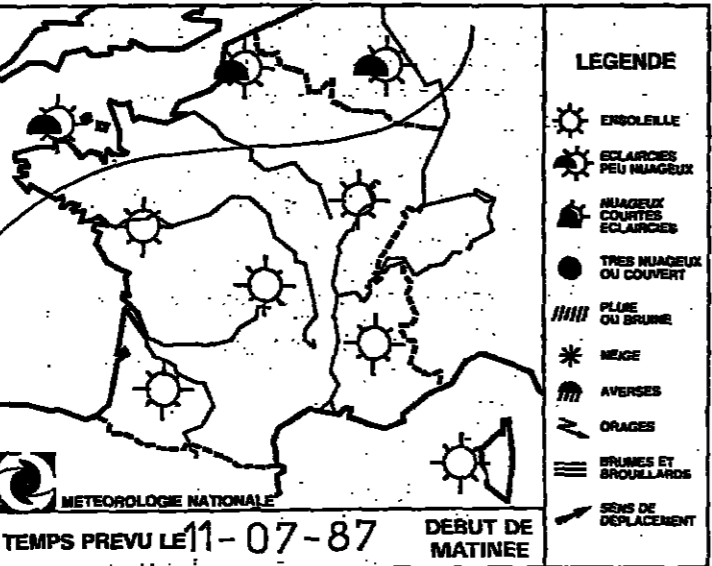 METEOROLOGIE NATIONALE
TEMPS PREVU LE 11-07-87 DEBUT DE
MATINEE
LEGENDE
ENSOLEILLE
ECLAIRCIES
PEU NUAGEUX
NUAGEUX
COURTES
ECLAIRCIES
TRES NUAGEUX
OU COUVERT
PLUIE
OU BRUINE
NEIGE
AVERSES
ORAGES
BRUMES ET
BROUILLARDS
SENS DE
DEPLACEMENT